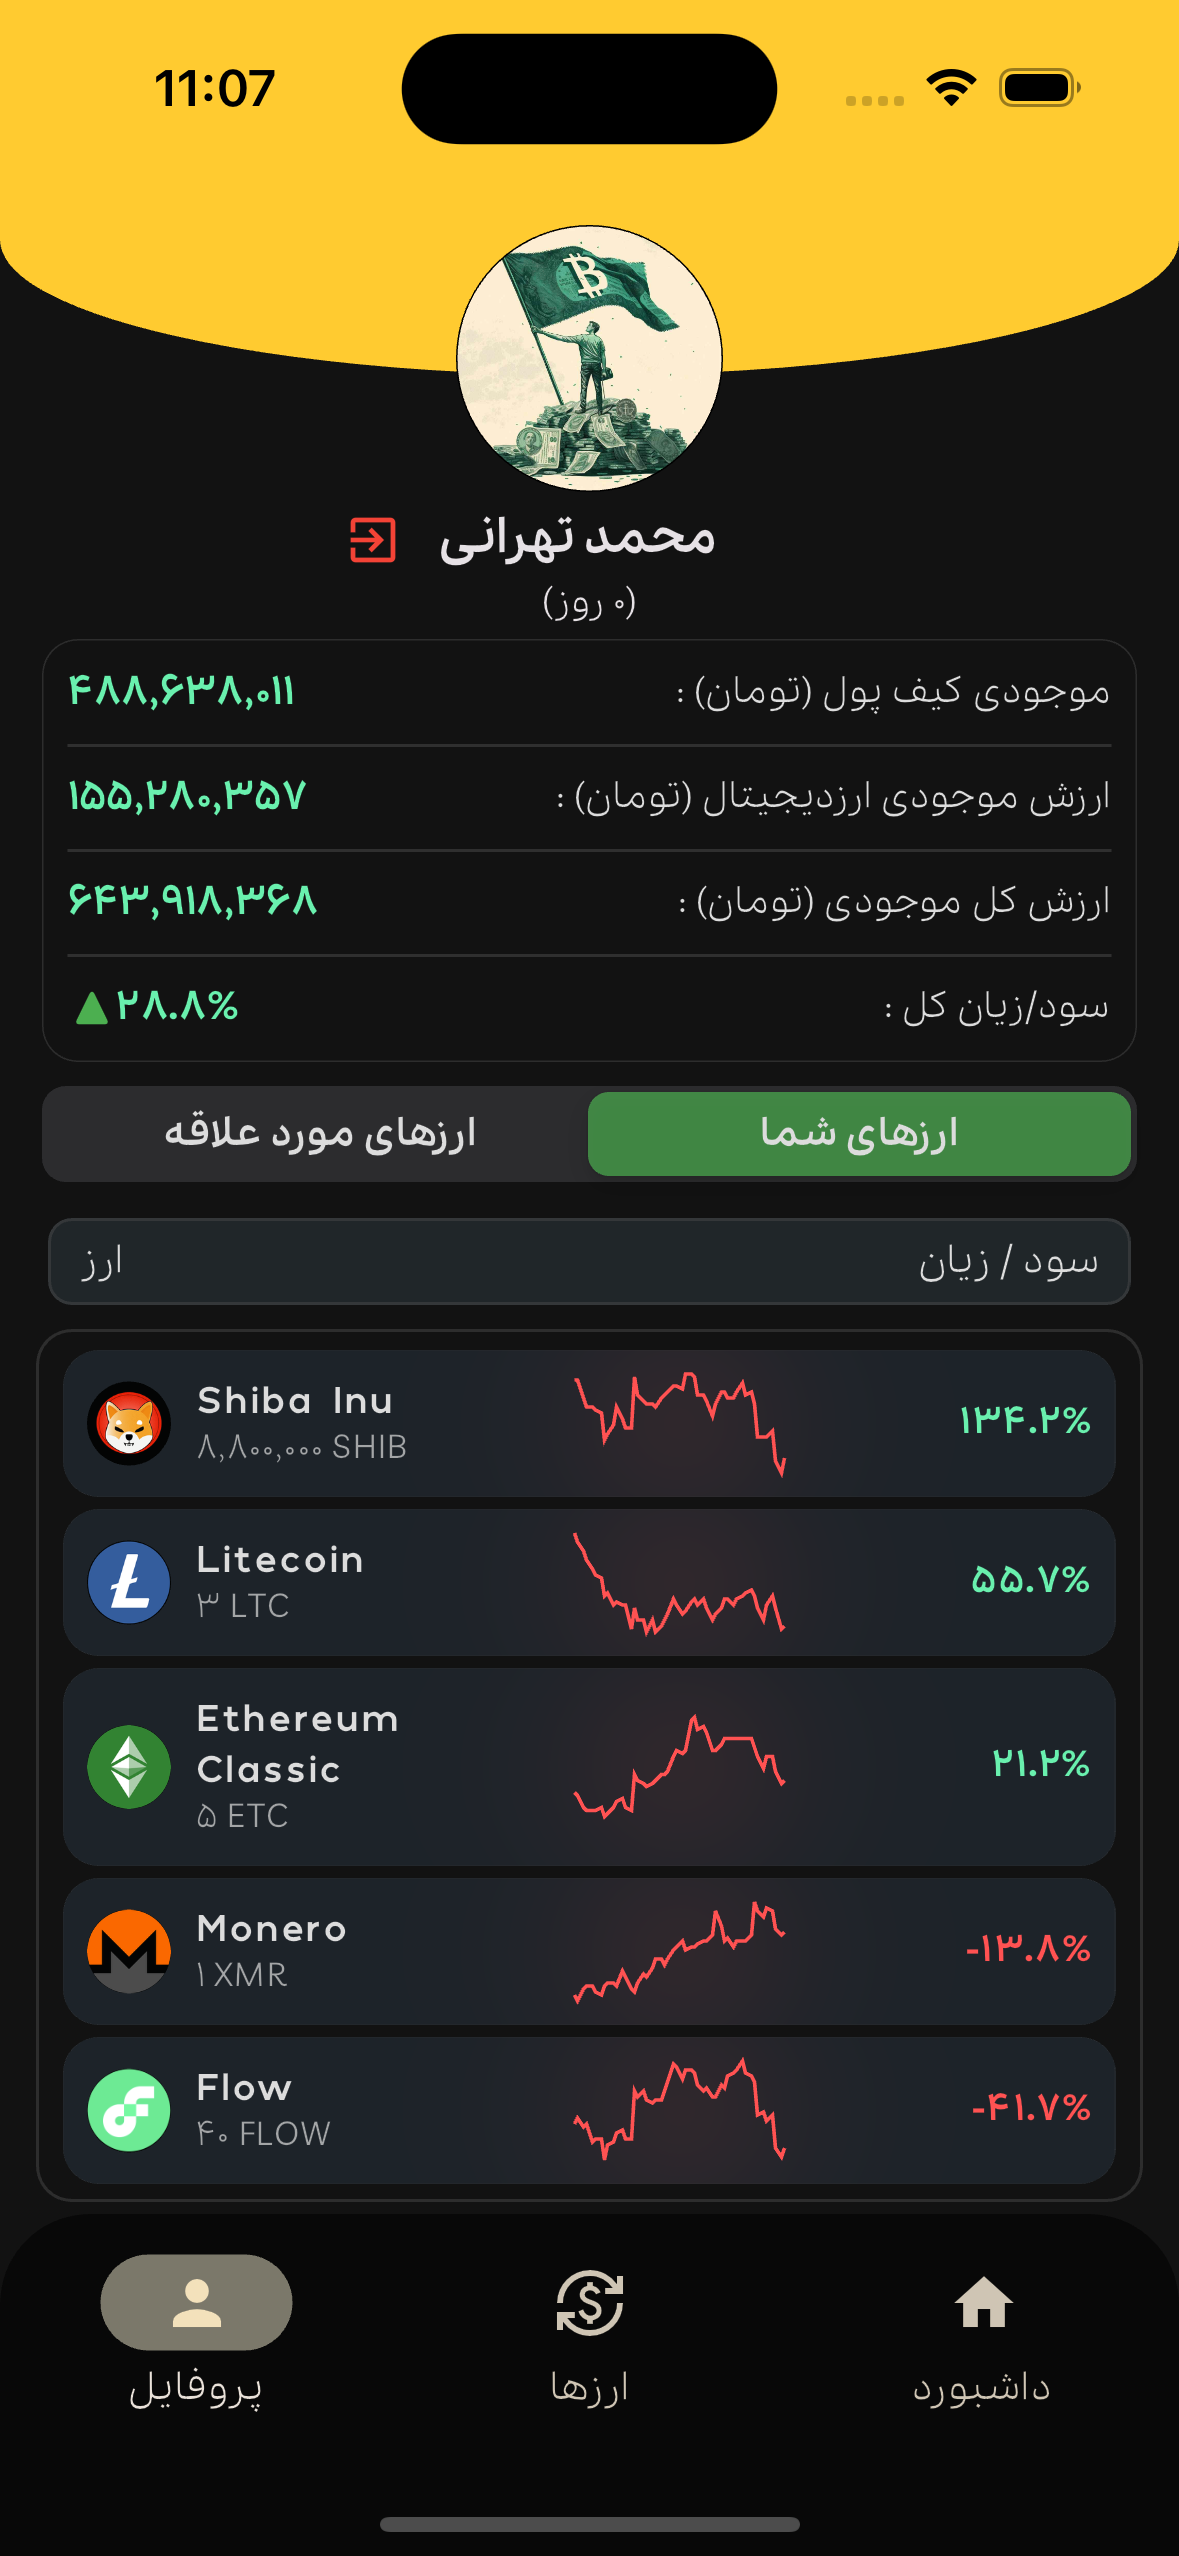 11:07
محمد تهرانی
(۰ روز)
موجودی کیف پول (تومان) : ۴۸۸,۶۳۸,۰۱۱
ارزش موجودی ارزدیجیتال (تومان) : ۱۵۵,۲۸۰,۳۵۷
ارزش کل موجودی (تومان) : ۶۴۳,۹۱۸,۳۶۸
سود/زیان کل : ۲۸.۸%
ارزهای شما ارزهای مورد علاقه
سود / زیان ارز
Shiba Inu
۸,۸۰۰,۰۰۰ SHIB
۱۳۴.۲%
Litecoin
۳ LTC
۵۵.۷%
Ethereum
Classic
۵ ETC
۲۱.۲%
Monero
۱ XMR
-۱۳.۸%
Flow
۴۰ FLOW
-۴۱.۷%
داشبورد ارزها پروفایل